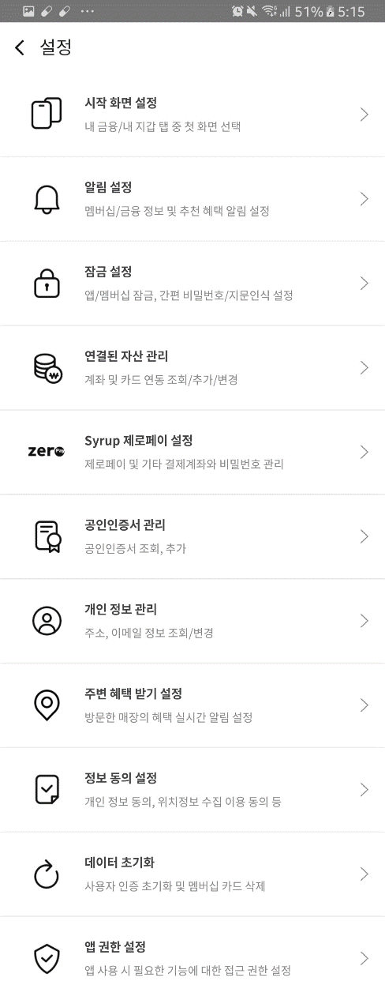 51% 5:15
설정
시작 화면 설정
내 금융/내 지갑 탭 중 첫 화면 선택
알림 설정
멤버십/금융 정보 및 추천 혜택 알림 설정
잠금 설정
앱/멤버십 잠금, 간편 비밀번호/지문인식 설정
연결된 자산 관리
계좌 및 카드 연동 조회/추가/변경
zero Pay
Syrup 제로페이 설정
제로페이 및 기타 결제계좌와 비밀번호 관리
공인인증서 관리
공인인증서 조회, 추가
개인 정보 관리
주소, 이메일 정보 조회/변경
주변 혜택 받기 설정
방문한 매장의 혜택 실시간 알림 설정
정보 동의 설정
개인 정보 동의, 위치정보 수집 이용 동의 등
데이터 초기화
사용자 인증 초기화 및 멤버십 카드 삭제
앱 권한 설정
앱 사용 시 필요한 기능에 대한 접근 권한 설정